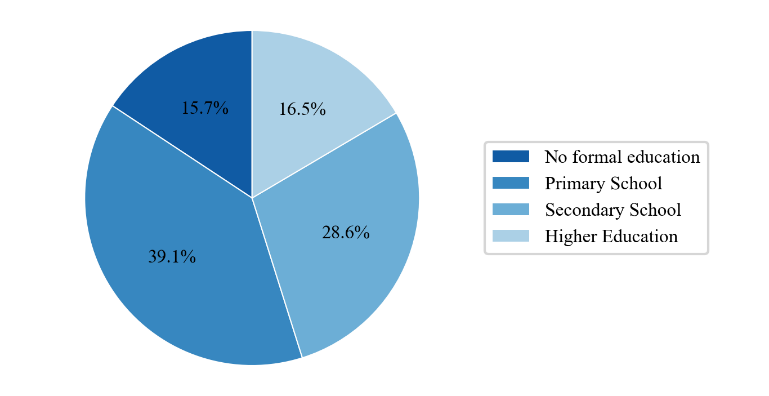 15.7%
16.5%
28.6%
39.1%
No formal education
Primary School
Secondary School
Higher Education